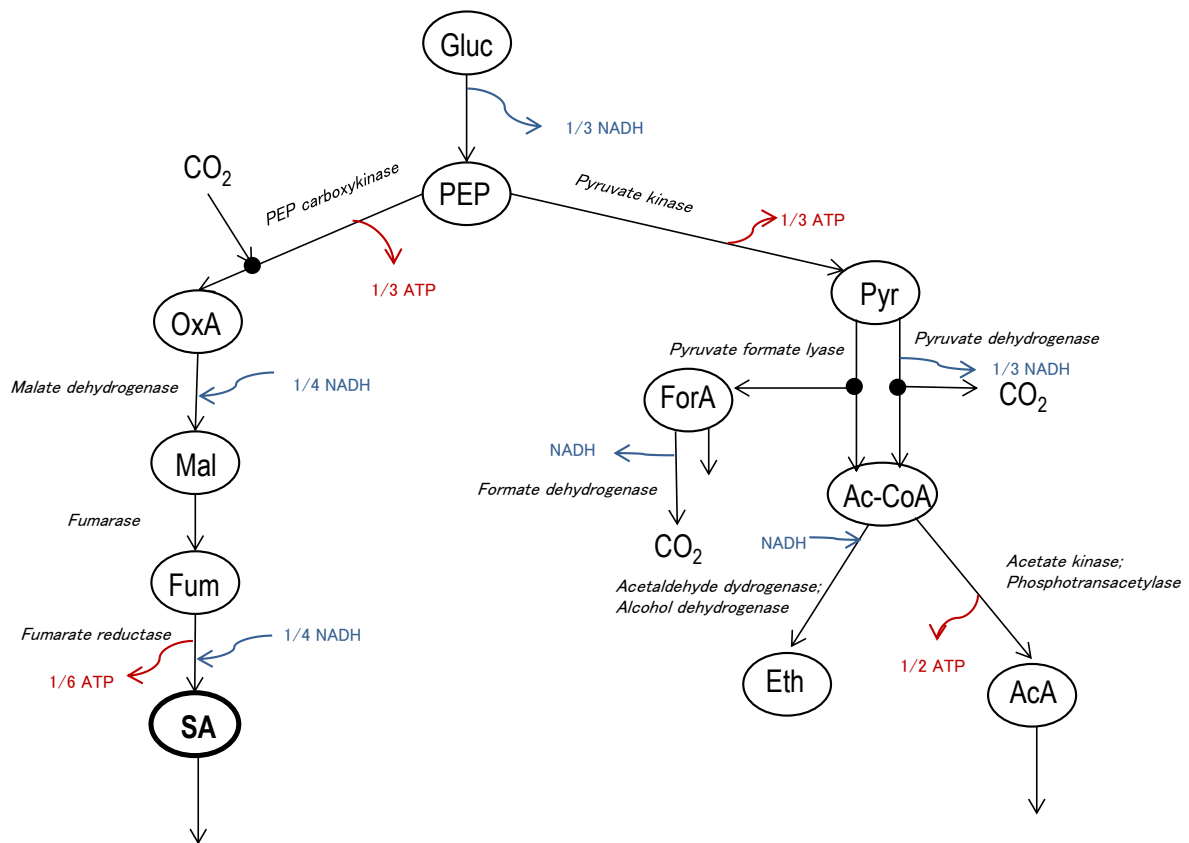 Gluc
1/3 NADH
CO2
PEP carboxykinase
PEP
Pyruvate kinase
1/3 ATP
1/3 ATP
OxA
Pyr
Pyruvate formate lyase
Pyruvate dehydrogenase
1/3 NADH
CO2
Malate dehydrogenase
1/4 NADH
ForA
Mal
NADH
Formate dehydrogenase
Ac-CoA
Fumarase
CO2
NADH
Fum
Acetaldehyde dydrogenase;
Alcohol dehydrogenase
Acetate kinase;
Phosphotransacetylase
Fumarate reductase
1/4 NADH
1/6 ATP
1/2 ATP
Eth
AcA
SA